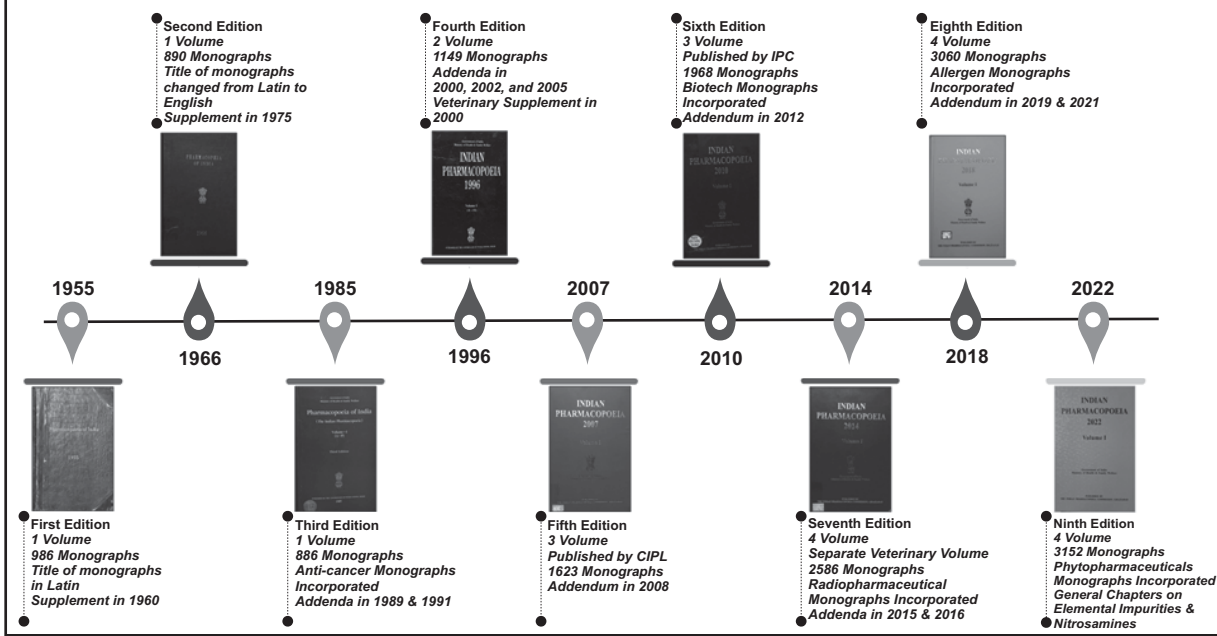 Second Edition
1 Volume
890 Monographs
Title of monographs
changed from Latin to
English
Supplement in 1975
Fourth Edition
2 Volume
1149 Monographs
Addenda in
2000, 2002, and 2005
Veterinary Supplement in
2000
Sixth Edition
3 Volume
Published by IPC
1968 Monographs
Biotech Monographs
Incorporated
Addendum in 2012
Eighth Edition
4 Volume
3060 Monographs
Allergen Monographs
Incorporated
Addendum in 2019 & 2021
PHARMACOPOEIA
OF INDIA
INDIAN
PHARMACOPOEIA
1996
Volume I
INDIAN
PHARMACOPOEIA
2010
INDIAN
PHARMACOPOEIA
2018
Volume I
1955
1985
2007
2014
2022
1966
1996
2010
2018
Pharmacopoeia of India
Pharmacopoeia of India
(The Indian Pharmacopoeia)
INDIAN
PHARMACOPOEIA
2007
INDIAN
PHARMACOPOEIA
2014
INDIAN
PHARMACOPOEIA
2022
Volume I
First Edition
1 Volume
986 Monographs
Title of monographs
in Latin
Supplement in 1960
Third Edition
1 Volume
886 Monographs
Anti-cancer Monographs
Incorporated
Addenda in 1989 & 1991
Fifth Edition
3 Volume
Published by CIPL
1623 Monographs
Addendum in 2008
Seventh Edition
4 Volume
Separate Veterinary Volume
2586 Monographs
Radiopharmaceutical
Monographs Incorporated
Addenda in 2015 & 2016
Ninth Edition
4 Volume
3152 Monographs
Phytopharmaceuticals
Monographs Incorporated
General Chapters on
Elemental Impurities &
Nitrosamines